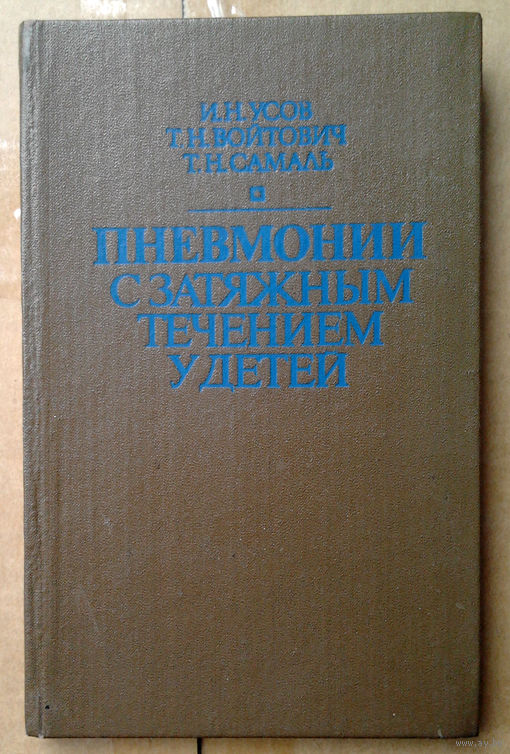 И.Н.УСОВ
Т.Н.ВОЙТОВИЧ
Т.Н.САМАЛЬ
ПНЕВМОНИИ
С ЗАТЯЖНЫМ
ТЕЧЕНИЕМ
У ДЕТЕЙ